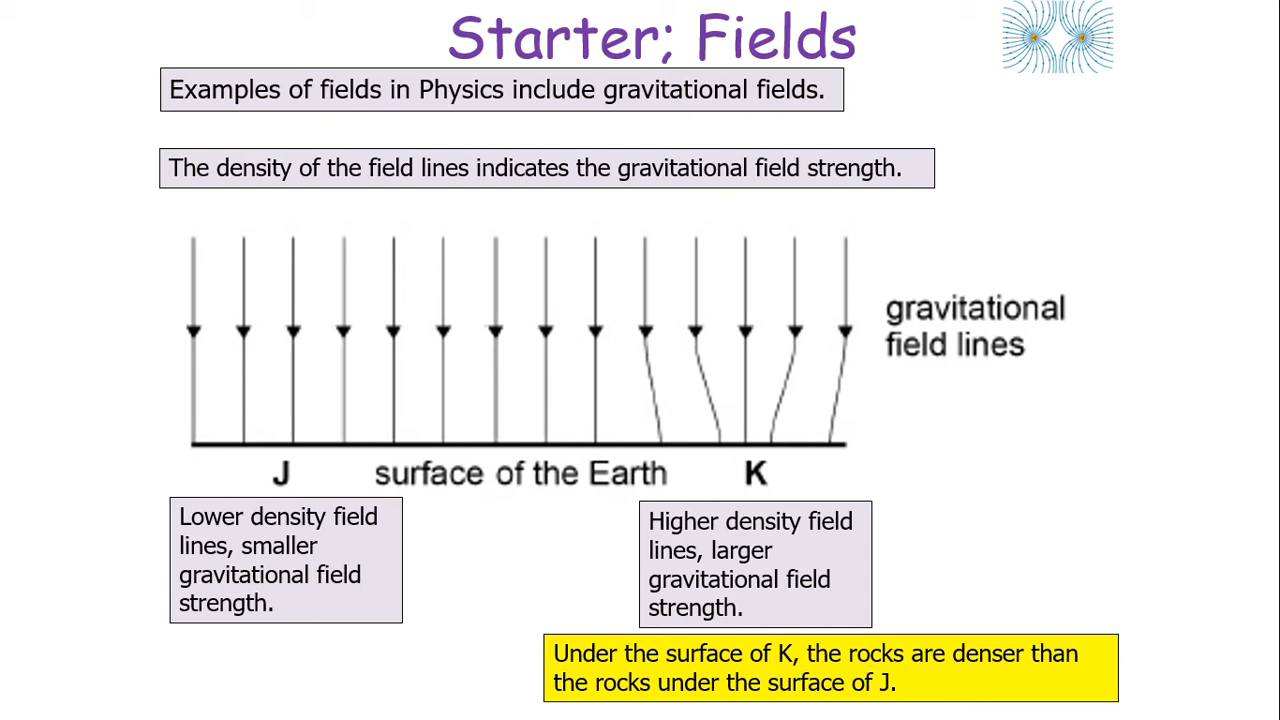 Starter; Fields
Examples of fields in Physics include gravitational fields.
The density of the field lines indicates the gravitational field strength.
gravitational
field lines
J surface of the Earth K
Lower density field
lines, smaller
gravitational field
strength.
Higher density field
lines, larger
gravitational field
strength.
Under the surface of K, the rocks are denser than
the rocks under the surface of J.